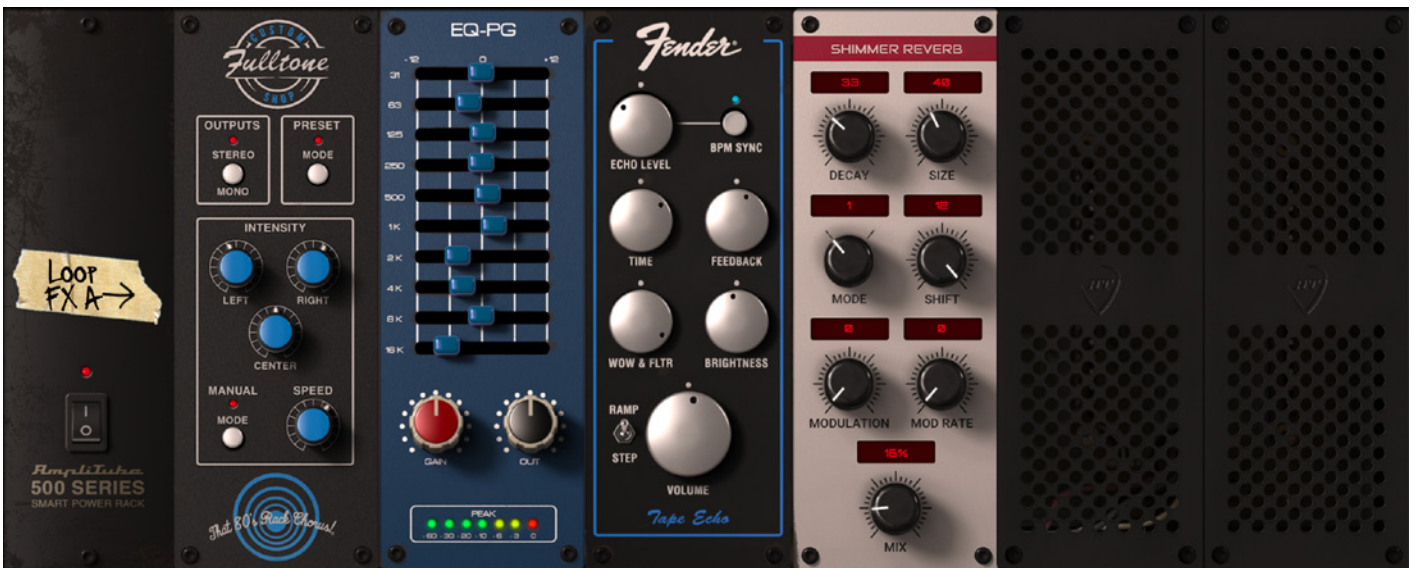 LOOP
FX A→
AmpliTube
500 SERIES
SMART POWER RACK
CUSTOM
Fulltone
SHOP
OUTPUTS
STEREO
MONO
PRESET
MODE
INTENSITY
LEFT
RIGHT
CENTER
MANUAL
MODE
SPEED
That 80's Rack Chorus!
EQ-PG
-12 0 +12
31
63
125
250
500
1K
2K
4K
8K
16K
GAIN
OUT
PEAK
-60 -30 -20 -10 -6 -3 0
Fender
ECHO LEVEL
BPM SYNC
TIME
FEEDBACK
WOW & FLTR
BRIGHTNESS
RAMP
STEP
VOLUME
Tape Echo
SHIMMER REVERB
33 40
DECAY SIZE
1 12
MODE SHIFT
0 0
MODULATION MOD RATE
15%
MIX